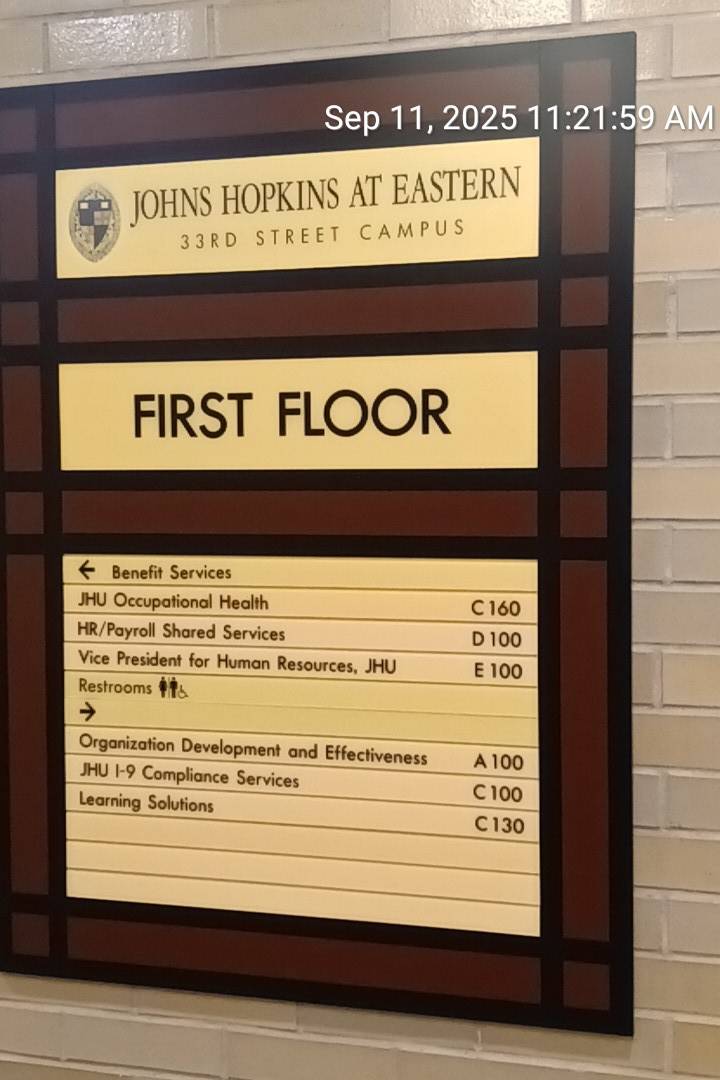 Sep 11, 2025 11:21:59 AM
JOHNS HOPKINS AT EASTERN
33RD STREET CAMPUS
FIRST FLOOR
← Benefit Services
JHU Occupational Health C160
HR/Payroll Shared Services D100
Vice President for Human Resources, JHU E100
Restrooms
→
Organization Development and Effectiveness A100
JHU I-9 Compliance Services C100
Learning Solutions C130